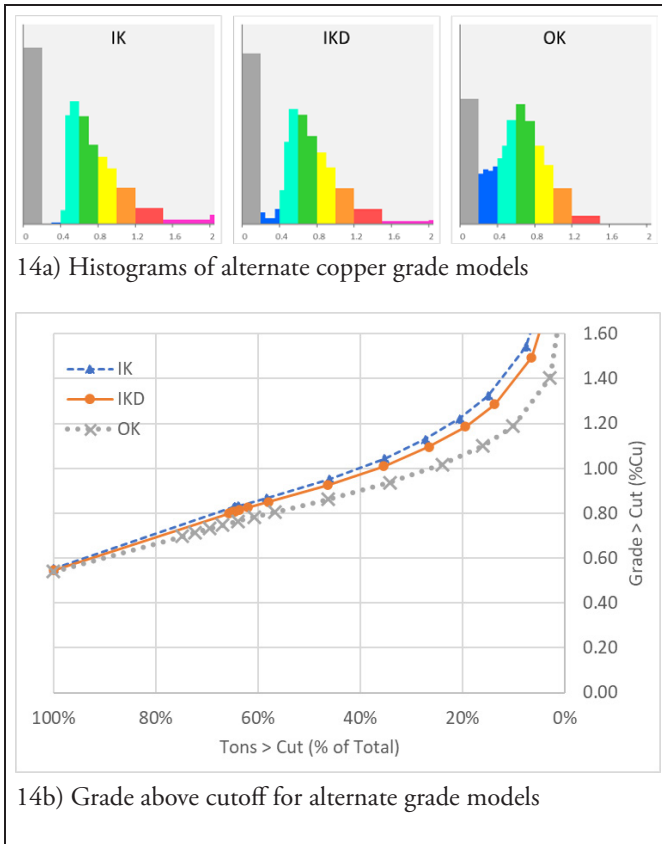 IK
IKD
OK
0 0.4 0.8 1.2 1.6 2
0 0.4 0.8 1.2 1.6 2
0 0.4 0.8 1.2 1.6 2
14a) Histograms of alternate copper grade models
IK
IKD
OK
1.60
1.40
1.20
1.00
0.80
0.60
0.40
0.20
0.00
Grade > Cut (%Cu)
100% 80% 60% 40% 20% 0%
Tons > Cut (% of Total)
14b) Grade above cutoff for alternate grade models